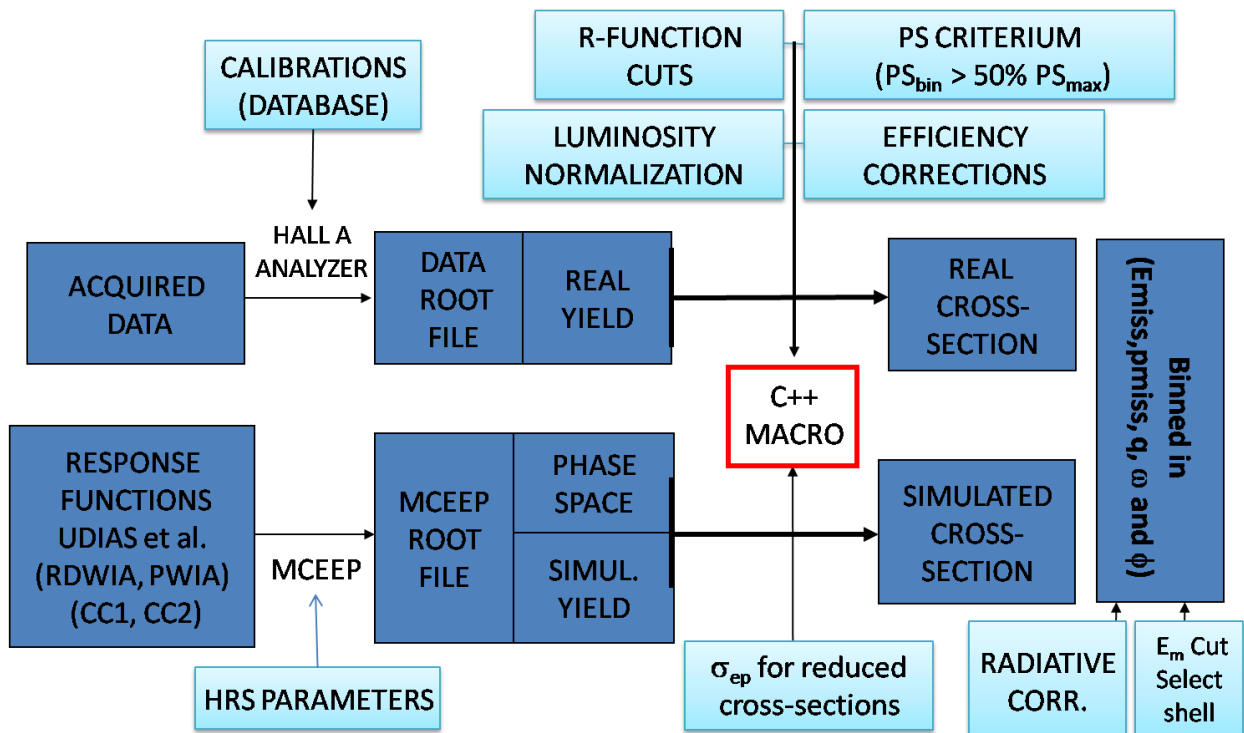 CALIBRATIONS
(DATABASE)
R-FUNCTION
CUTS
PS CRITERIUM
(PSbin > 50% PSmax)
LUMINOSITY
NORMALIZATION
EFFICIENCY
CORRECTIONS
ACQUIRED
DATA
HALL A
ANALYZER
DATA
ROOT
FILE
REAL
YIELD
REAL
CROSS-
SECTION
Binned in
(Emiss,pmiss, q, ω and ϕ)
C++
MACRO
RESPONSE
FUNCTIONS
UDIAS et al.
(RDWIA, PWIA)
(CC1, CC2)
MCEEP
MCEEP
ROOT
FILE
PHASE
SPACE
SIMUL.
YIELD
SIMULATED
CROSS-
SECTION
HRS PARAMETERS
σep for reduced
cross-sections
RADIATIVE
CORR.
Em Cut
Select
shell